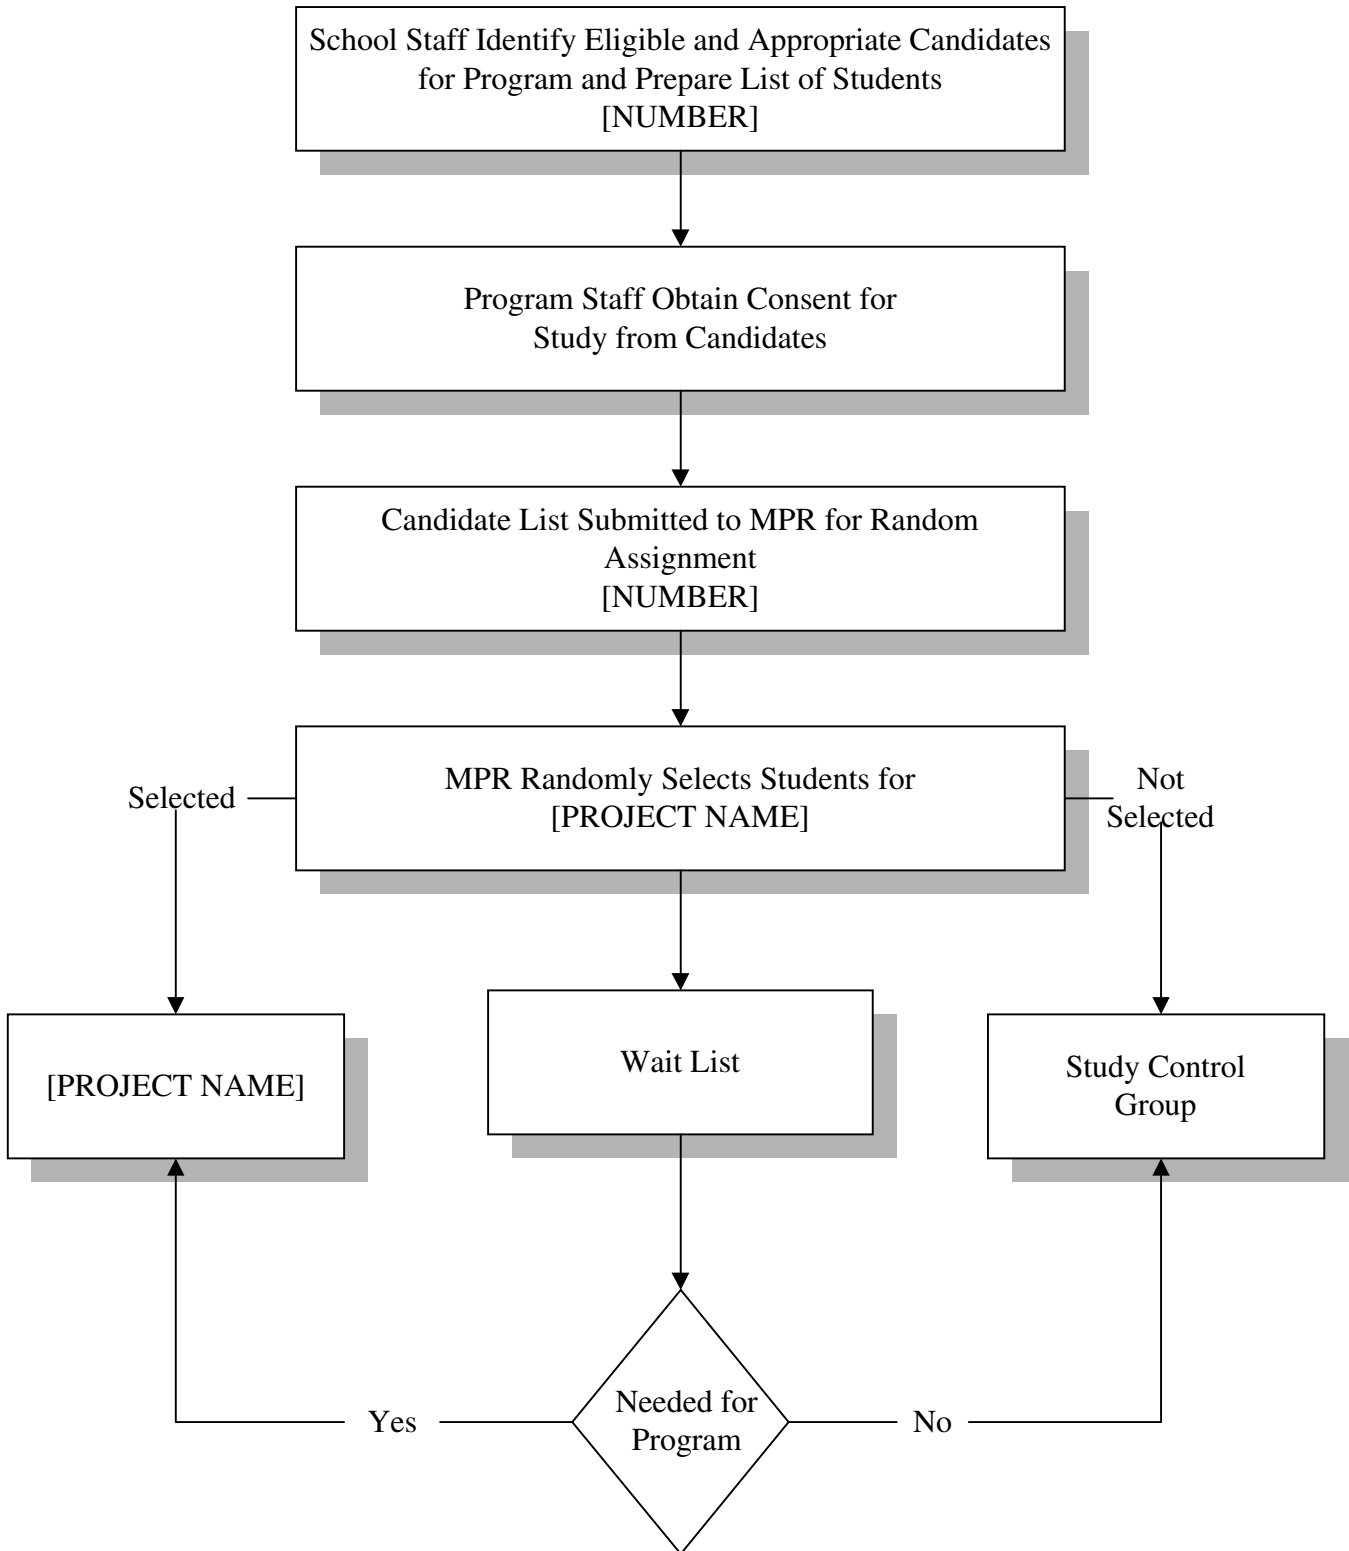 School Staff Identify Eligible and Appropriate Candidates
for Program and Prepare List of Students
[NUMBER]
Program Staff Obtain Consent for
Study from Candidates
Candidate List Submitted to MPR for Random
Assignment
[NUMBER]
MPR Randomly Selects Students for
[PROJECT NAME]
Selected
Not
Selected
[PROJECT NAME]
Wait List
Study Control
Group
Needed for
Program
Yes
No